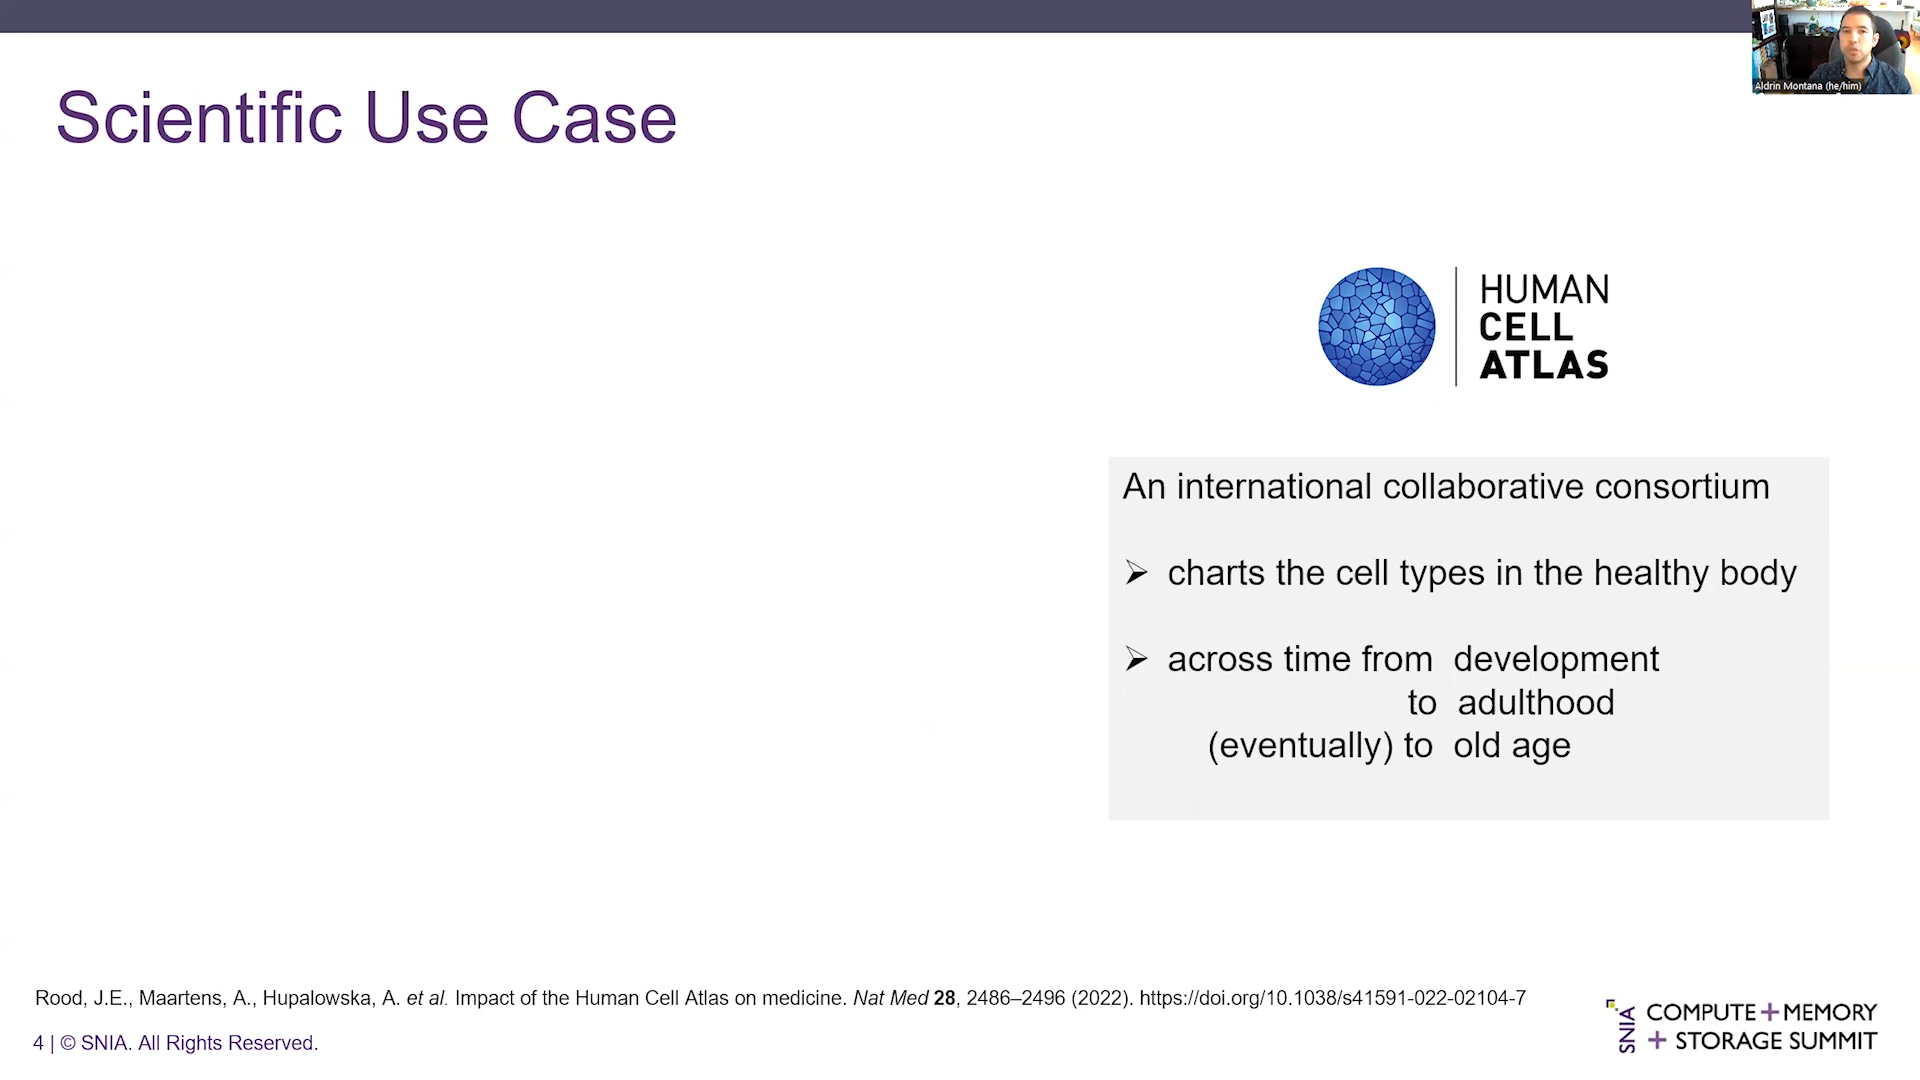 Aldrin Montana (he/him)
Scientific Use Case
HUMAN
CELL
ATLAS
An international collaborative consortium
➢ charts the cell types in the healthy body
➢ across time from development
to adulthood
(eventually) to old age
Rood, J.E., Maartens, A., Hupalowska, A. et al. Impact of the Human Cell Atlas on medicine. Nat Med 28, 2486–2496 (2022). https://doi.org/10.1038/s41591-022-02104-7
4 | © SNIA. All Rights Reserved.
SNIA
COMPUTE+MEMORY
+ STORAGE SUMMIT